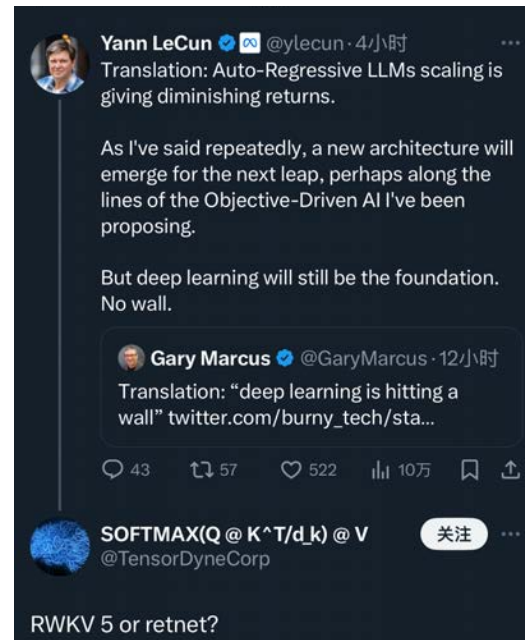 Yann LeCun @ylecun·4小时
Translation: Auto-Regressive LLMs scaling is
giving diminishing returns.
As I've said repeatedly, a new architecture will
emerge for the next leap, perhaps along the
lines of the Objective-Driven AI I've been
proposing.
But deep learning will still be the foundation.
No wall.
Gary Marcus @GaryMarcus·12小时
Translation: “deep learning is hitting a
wall” twitter.com/burny_tech/sta...
43 57 522 10万
SOFTMAX(Q @ K^T/d_k) @ V 关注
@TensorDyneCorp
RWKV 5 or retnet?